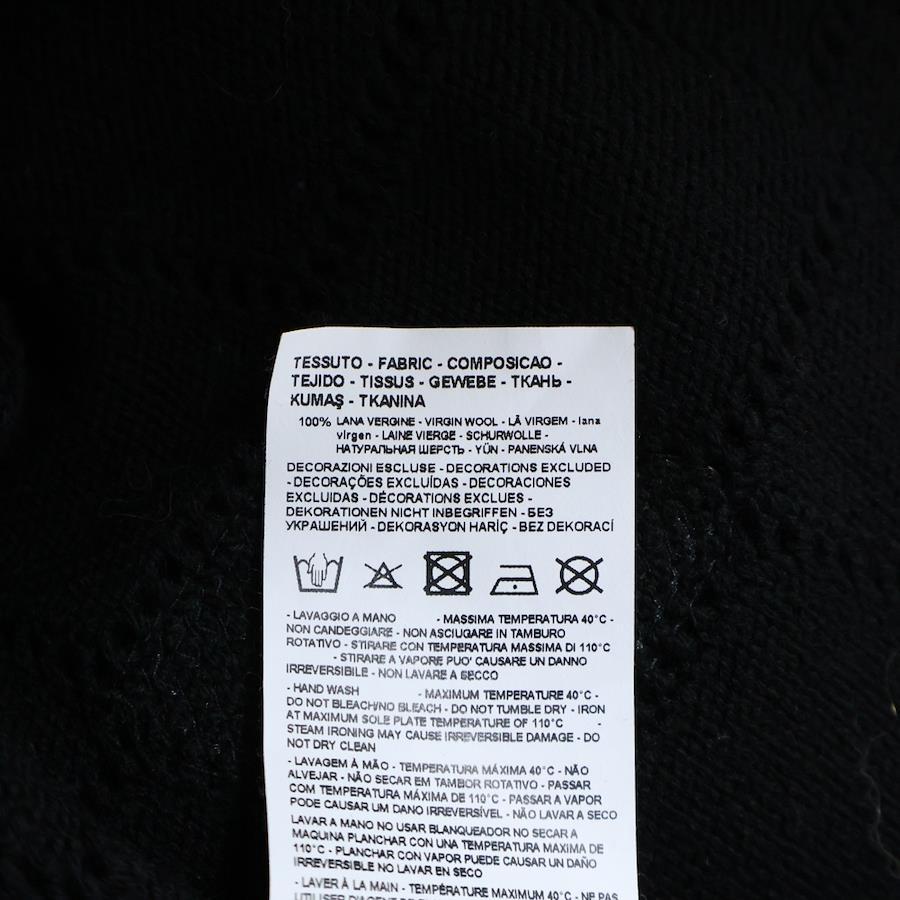 TESSUTO - FABRIC - COMPOSICAO -
TEJIDO - TISSUS - GEWEBE - ТКАНЬ -
KUMAŞ - TKANINA
100% LANA VERGINE - VIRGIN WOOL - LÃ VIRGEM - lana
virgen - LAINE VIERGE - SCHURWOLLE -
НАТУРАЛЬНАЯ ШЕРСТЬ - YÜN - PANENSKÁ VLNA
DECORAZIONI ESCLUSE - DECORATIONS EXCLUDED
- DECORAÇÕES EXCLUÍDAS - DECORACIONES
EXCLUIDAS - DÉCORATIONS EXCLUES -
DEKORATIONEN NICHT INBEGRIFFEN - БЕЗ
УКРАШЕНИЙ - DEKORASYON HARİÇ - BEZ DEKORACÍ
- LAVAGGIO A MANO - MASSIMA TEMPERATURA 40°C -
NON CANDEGGIARE - NON ASCIUGARE IN TAMBURO
ROTATIVO - STIRARE CON TEMPERATURA MASSIMA DI 110°C
- STIRARE A VAPORE PUO' CAUSARE UN DANNO
IRREVERSIBILE - NON LAVARE A SECCO
- HAND WASH - MAXIMUM TEMPERATURE 40°C -
DO NOT BLEACH/NO BLEACH - DO NOT TUMBLE DRY - IRON
AT MAXIMUM SOLE PLATE TEMPERATURE OF 110°C -
STEAM IRONING MAY CAUSE IRREVERSIBLE DAMAGE - DO
NOT DRY CLEAN
- LAVAGEM À MÃO - TEMPERATURA MÁXIMA 40°C - NÃO
ALVEJAR - NÃO SECAR EM TAMBOR ROTATIVO - PASSAR
COM TEMPERATURA MÁXIMA DE 110°C - PASSAR A VAPOR
PODE CAUSAR UM DANO IRREVERSÍVEL - NÃO LAVAR A SECO
LAVAR A MANO NO USAR BLANQUEADOR NO SECAR A
MAQUINA PLANCHAR CON UNA TEMPERATURA MAXIMA DE
110°C - PLANCHAR CON VAPOR PUEDE CAUSAR UN DAÑO
IRREVERSIBLE NO LAVAR EN SECO
- LAVER À LA MAIN - TEMPÉRATURE MAXIMUM 40°C - NE PAS
UTILISER D'AGENT DE